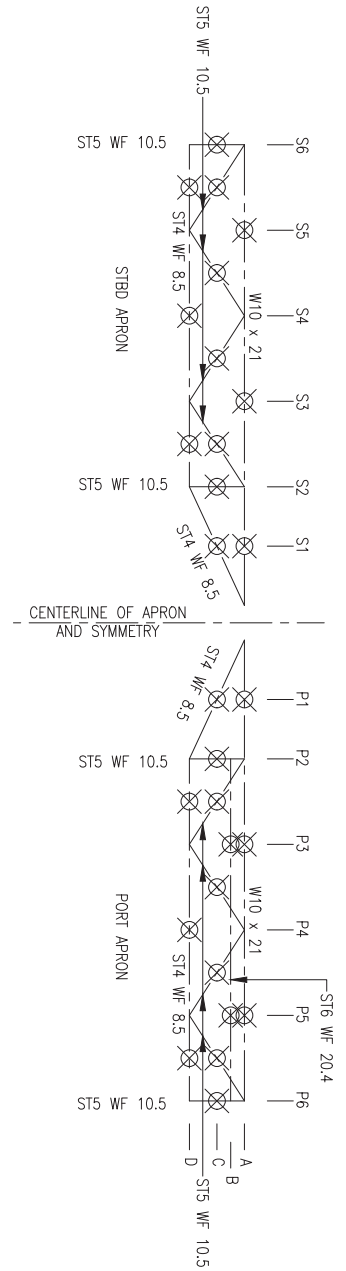 ST5 WF 10.5
ST5 WF 10.5
S6
S5
ST4 WF 8.5
STBD APRON
S4
W10 x 21
S3
ST5 WF 10.5
S2
S1
ST4 WF 8.5
CENTERLINE OF APRON
AND SYMMETRY
P1
ST4 WF 8.5
ST5 WF 10.5
P2
P3
W10 x 21
PORT APRON
P4
ST4 WF 8.5
ST6 WF 20.4
P5
ST5 WF 10.5
P6
A
B
C
D
ST5 WF 10.5